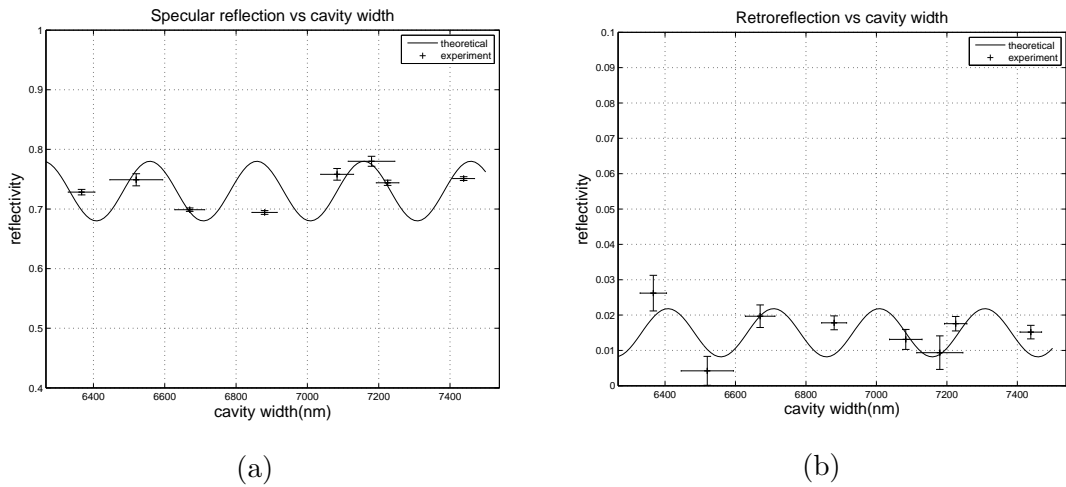 Specular reflection vs cavity width
1
0.9
0.8
0.7
0.6
0.5
0.4
reflectivity
theoretical
experiment
6400 6600 6800 7000 7200 7400
cavity width(nm)
(a)
Retroreflection vs cavity width
0.1
0.09
0.08
0.07
0.06
0.05
0.04
0.03
0.02
0.01
0
reflectivity
theoretical
experiment
6400 6600 6800 7000 7200 7400
cavity width(nm)
(b)